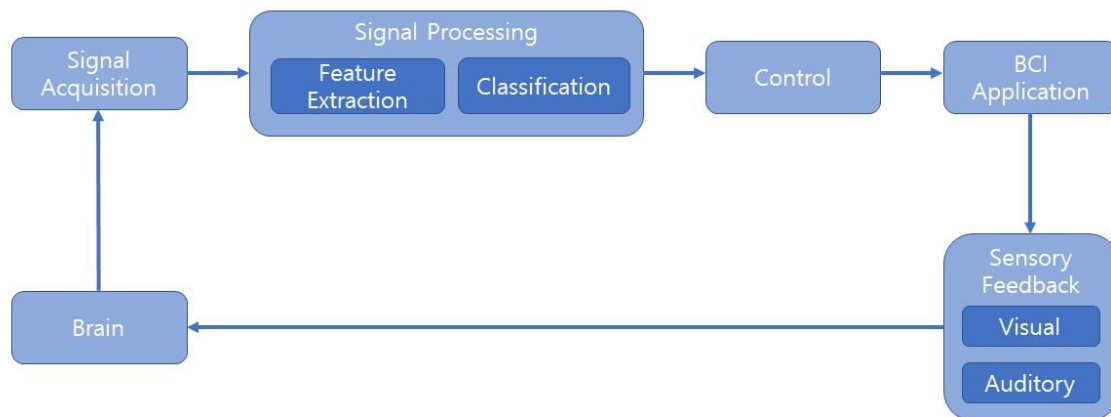 Signal
Acquisition
Signal Processing
Feature
Extraction
Classification
Control
BCI
Application
Sensory
Feedback
Visual
Auditory
Brain